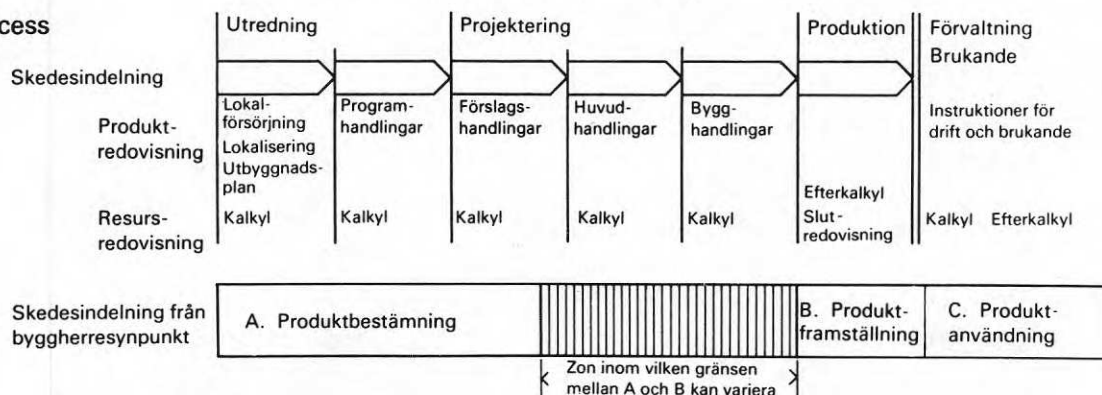 cess
Utredning
Projektering
Produktion
Förvaltning
Brukande
Skedesindelning
Produkt-
redovisning
Lokal-
försörjning
Lokalisering
Utbyggnads-
plan
Program-
handlingar
Förslags-
handlingar
Huvud-
handlingar
Bygg-
handlingar
Instruktioner för
drift och brukande
Resurs-
redovisning
Kalkyl
Kalkyl
Kalkyl
Kalkyl
Kalkyl
Efterkalkyl
Slut-
redovisning
Kalkyl Efterkalkyl
Skedesindelning från
byggherresynpunkt
A. Produktbestämning
B. Produkt-
framställning
C. Produkt-
användning
Zon inom vilken gränsen
mellan A och B kan variera